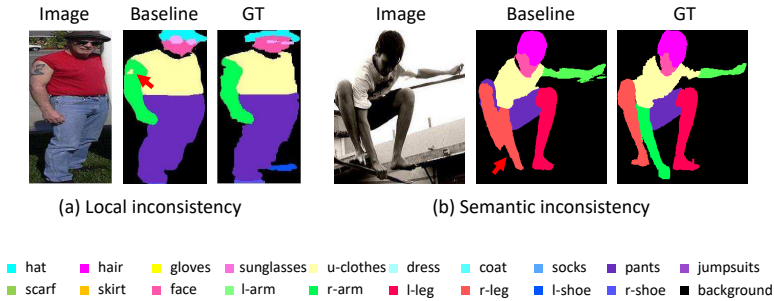 Image Baseline GT Image Baseline GT
(a) Local inconsistency (b) Semantic inconsistency
hat hair gloves sunglasses u-clothes dress coat socks pants jumpsuits
scarf skirt face l-arm r-arm l-leg r-leg l-shoe r-shoe background